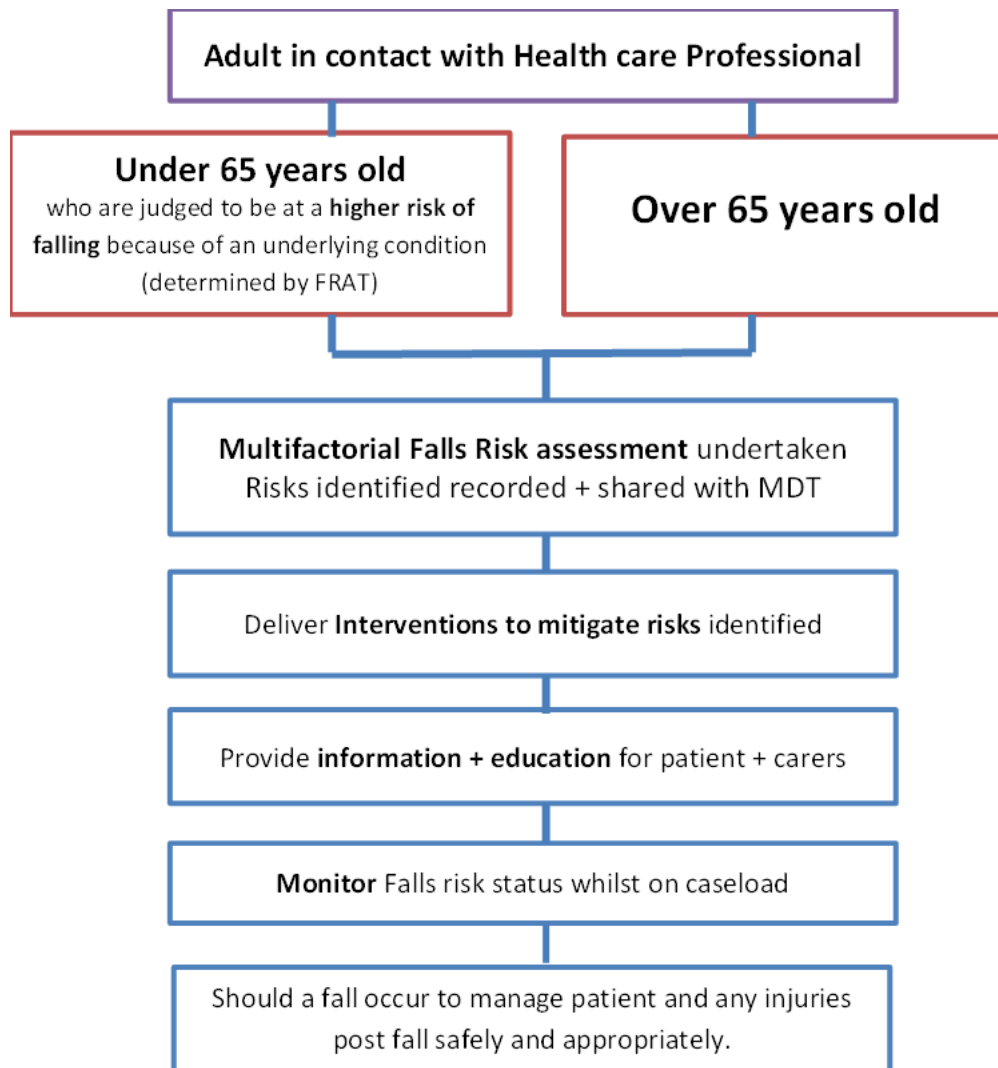 Adult in contact with Health care Professional
Under 65 years old
who are judged to be at a higher risk of
falling because of an underlying condition
(determined by FRAT)
Over 65 years old
Multifactorial Falls Risk assessment undertaken
Risks identified recorded + shared with MDT
Deliver Interventions to mitigate risks identified
Provide information + education for patient + carers
Monitor Falls risk status whilst on caseload
Should a fall occur to manage patient and any injuries
post fall safely and appropriately.